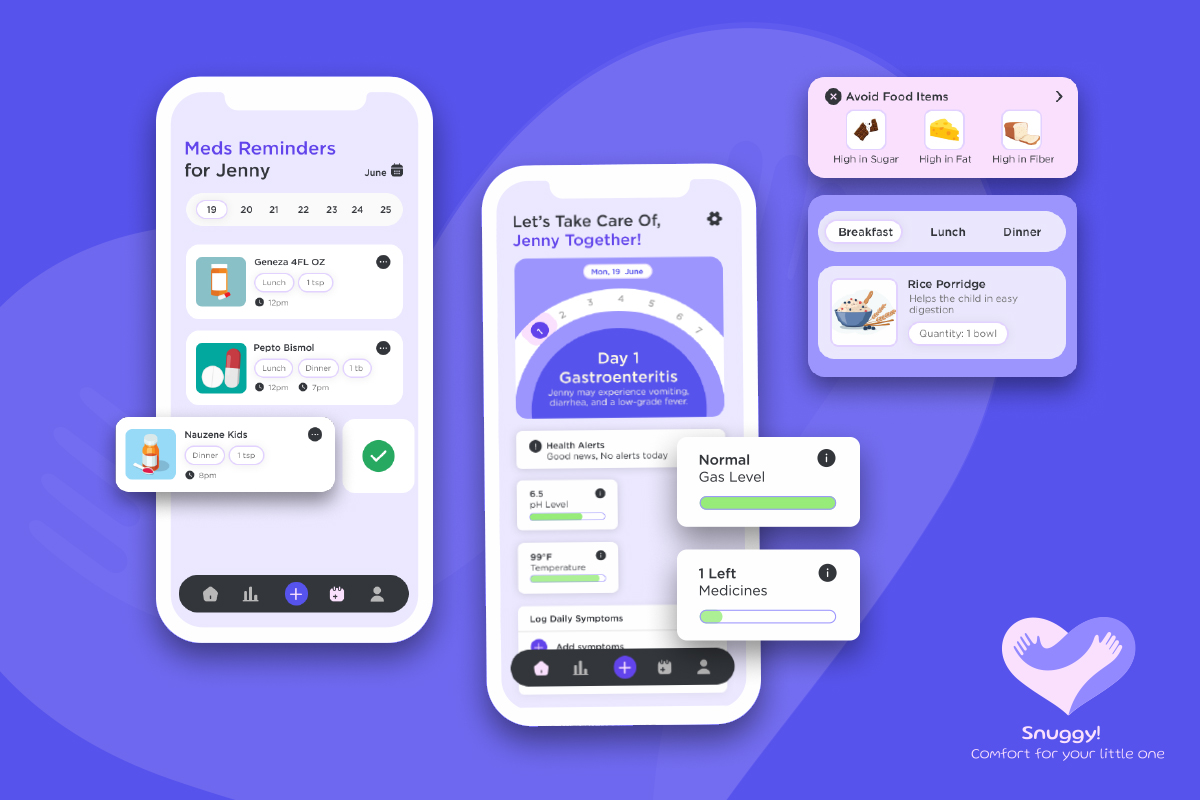 Meds Reminders
for Jenny
June
19 20 21 22 23 24 25
Geneza 4FL OZ
Lunch 1 tsp
12pm
Pepto Bismol
Lunch Dinner 1 tb
12pm 7pm
Nauzene Kids
Dinner 1 tsp
8pm
Let's Take Care Of,
Jenny Together!
Mon, 19 June
1 2 3 4 5 6 7
Day 1
Gastroenteritis
Jenny may experience vomiting,
diarrhea, and a low-grade fever.
Health Alerts
Good news, No alerts today
6.5
pH Level
Normal
Gas Level
99°F
Temperature
1 Left
Medicines
Log Daily Symptoms
Add symptoms
Avoid Food Items
High in Sugar High in Fat High in Fiber
Breakfast Lunch Dinner
Rice Porridge
Helps the child in easy
digestion
Quantity: 1 bowl
Snuggy!
Comfort for your little one